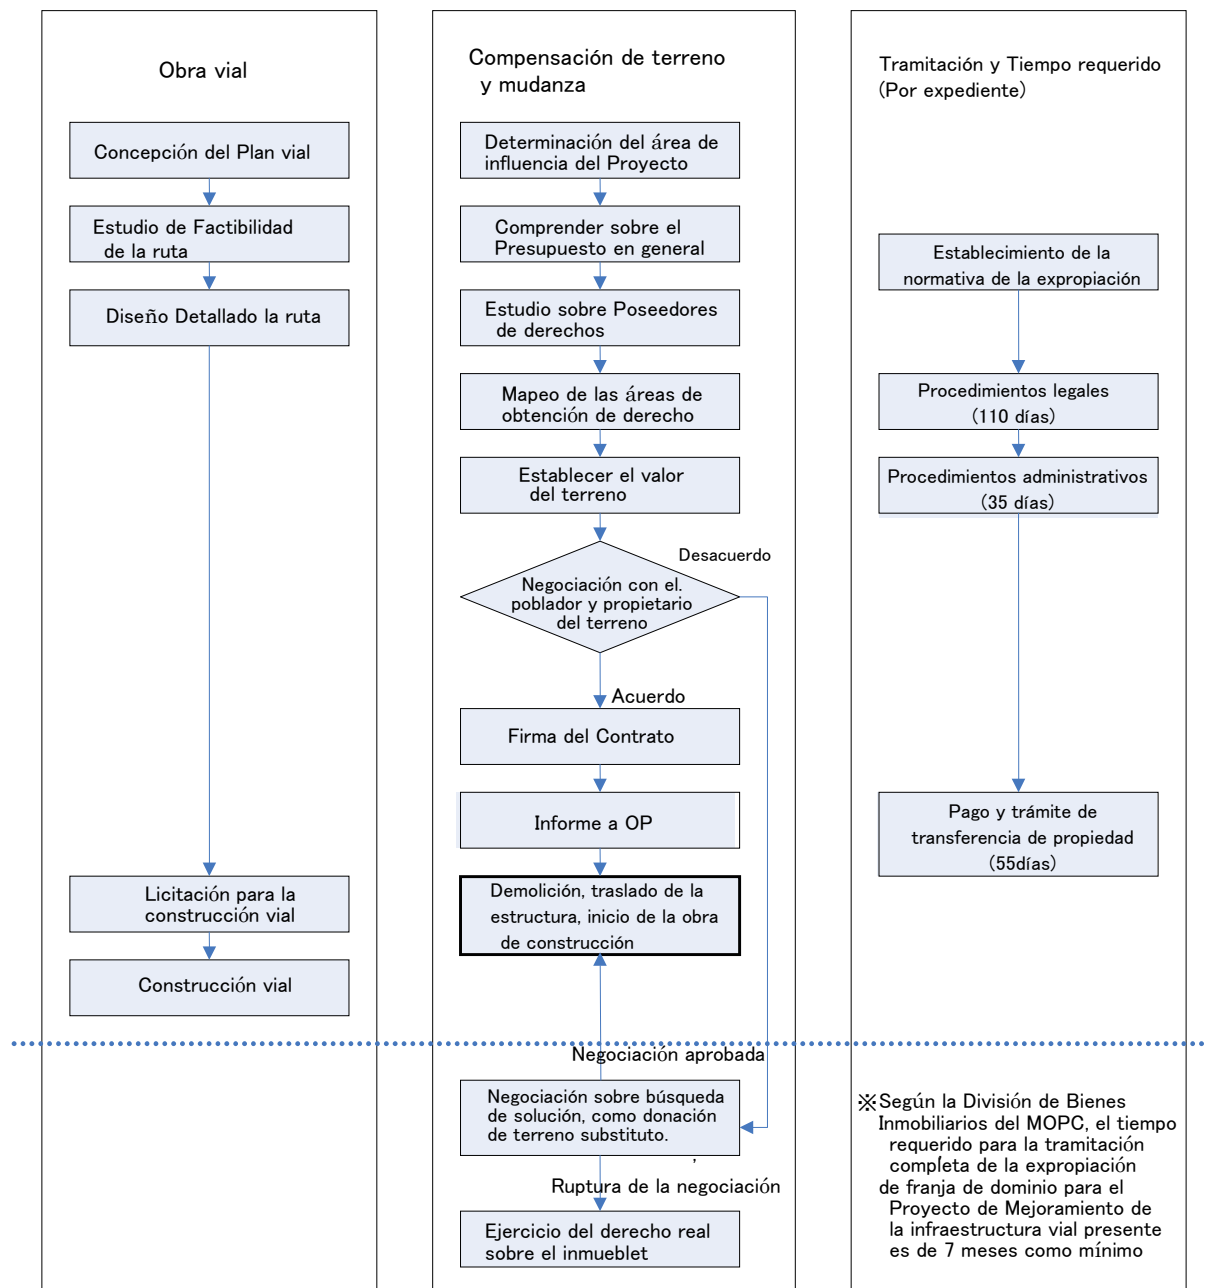 Obra vial
Concepción del Plan vial
Estudio de Factibilidad
de la ruta
Diseño Detallado la ruta
Licitación para la
construcción vial
Construcción vial
Compensación de terreno
y mudanza
Determinación del área de
influencia del Proyecto
Comprender sobre el
Presupuesto en general
Estudio sobre Poseedores
de derechos
Mapeo de las áreas de
obtención de derecho
Establecer el valor
del terreno
Desacuerdo
Negociación con el.
poblador y propietario
del terreno
Acuerdo
Firma del Contrato
Informe a OP
Demolición, traslado de la
estructura, inicio de la obra
de construcción
Negociación aprobada
Negociación sobre búsqueda
de solución, como donación
de terreno substituto.
,
Ruptura de la negociación
Ejercicio del derecho real
sobre el inmueblet
Tramitación y Tiempo requerido
(Por expediente)
Establecimiento de la
normativa de la expropiación
Procedimientos legales
(110 días)
Procedimientos administrativos
(35 días)
Pago y trámite de
transferencia de propiedad
(55días)
※Según la División de Bienes
Inmobiliarios del MOPC, el tiempo
requerido para la tramitación
completa de la expropiación
de franja de dominio para el
Proyecto de Mejoramiento de
la infraestructura vial presente
es de 7 meses como mínimo